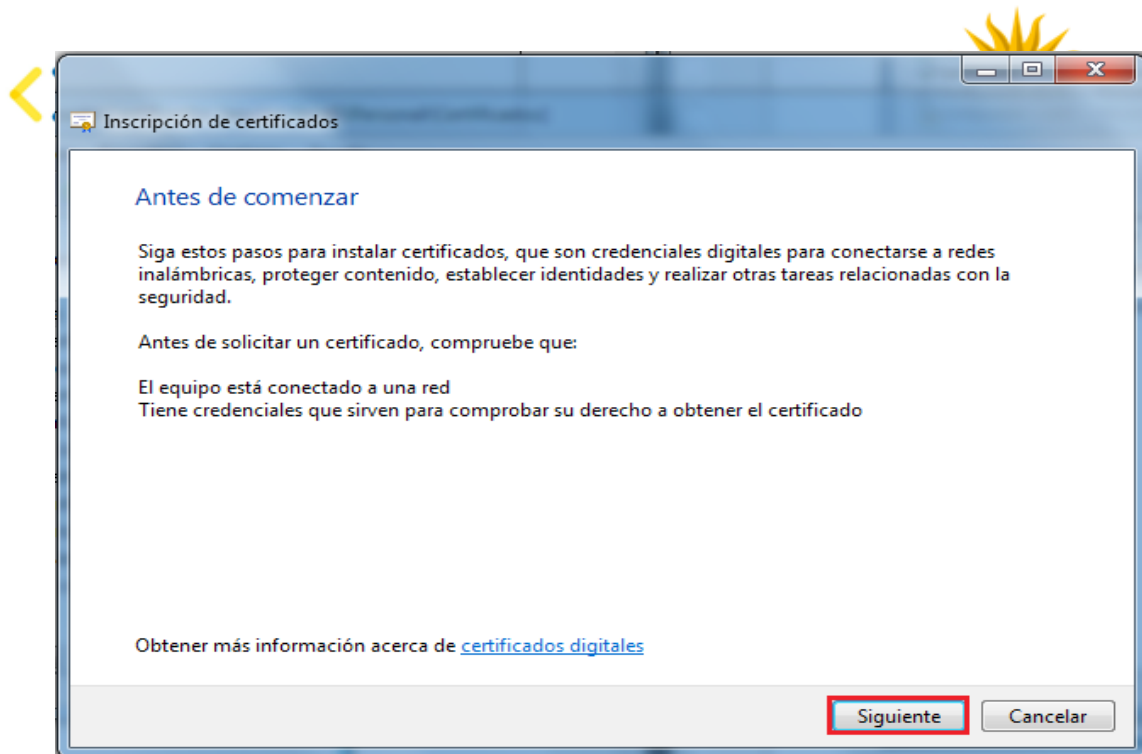 Inscripción de certificados
Antes de comenzar
Siga estos pasos para instalar certificados, que son credenciales digitales para conectarse a redes
inalámbricas, proteger contenido, establecer identidades y realizar otras tareas relacionadas con la
seguridad.
Antes de solicitar un certificado, compruebe que:
El equipo está conectado a una red
Tiene credenciales que sirven para comprobar su derecho a obtener el certificado
Obtener más información acerca de certificados digitales
Siguiente
Cancelar